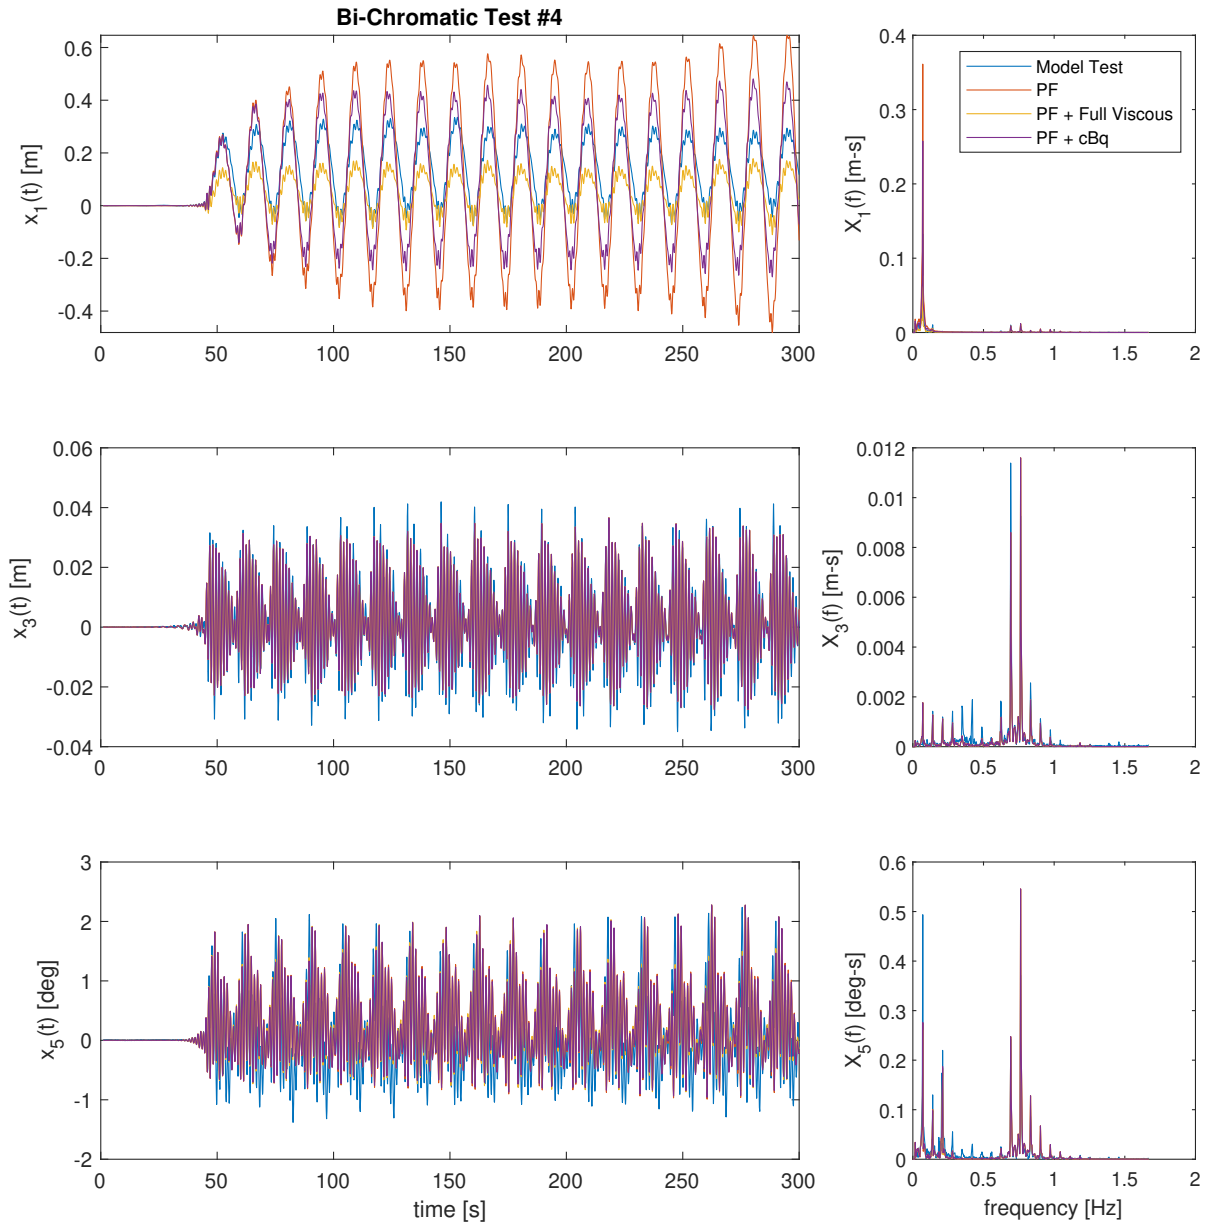 Bi-Chromatic Test #4
x1(t) [m]
0.6
0.4
0.2
0
-0.2
-0.4
0 50 100 150 200 250 300
X1(f) [m-s]
0.4
0.3
0.2
0.1
0
0 0.5 1 1.5 2
Model Test
PF
PF + Full Viscous
PF + cBq
x3(t) [m]
0.06
0.04
0.02
0
-0.02
-0.04
0 50 100 150 200 250 300
X3(f) [m-s]
0.012
0.01
0.008
0.006
0.004
0.002
0
0 0.5 1 1.5 2
x5(t) [deg]
3
2
1
0
-1
-2
0 50 100 150 200 250 300
time [s]
X5(f) [deg-s]
0.6
0.5
0.4
0.3
0.2
0.1
0
0 0.5 1 1.5 2
frequency [Hz]